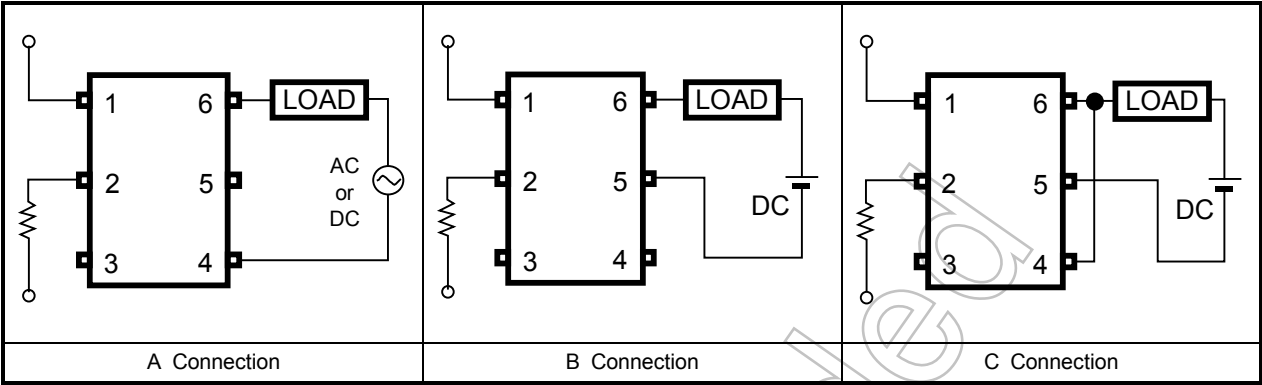 1 6 LOAD
2 5
3 4
AC
or
DC
A Connection
1 6 LOAD
2 5
3 4
DC
B Connection
1 6 LOAD
2 5
3 4
DC
C Connection